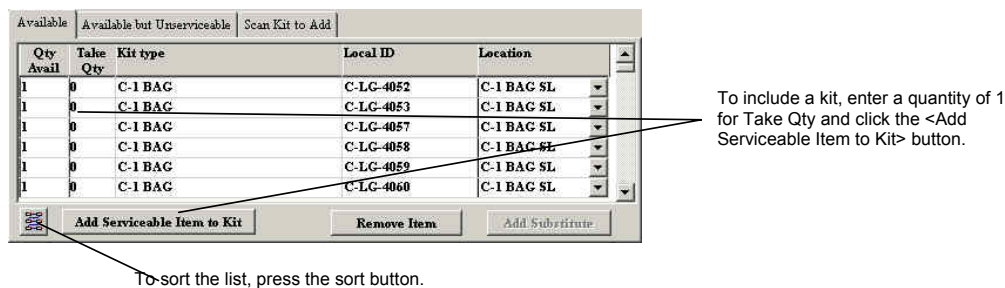 Available Available but Unserviceable Scan Kit to Add
Qty Avail Take Qty Kit type Local ID Location
1 0 C-1 BAG C-LG-4052 C-1 BAG SL
1 0 C-1 BAG C-LG-4053 C-1 BAG SL
1 0 C-1 BAG C-LG-4057 C-1 BAG SL
1 0 C-1 BAG C-LG-4058 C-1 BAG SL
1 0 C-1 BAG C-LG-4059 C-1 BAG SL
1 0 C-1 BAG C-LG-4060 C-1 BAG SL
Add Serviceable Item to Kit Remove Item Add Substitute
To include a kit, enter a quantity of 1
for Take Qty and click the <Add
Serviceable Item to Kit> button.
To sort the list, press the sort button.